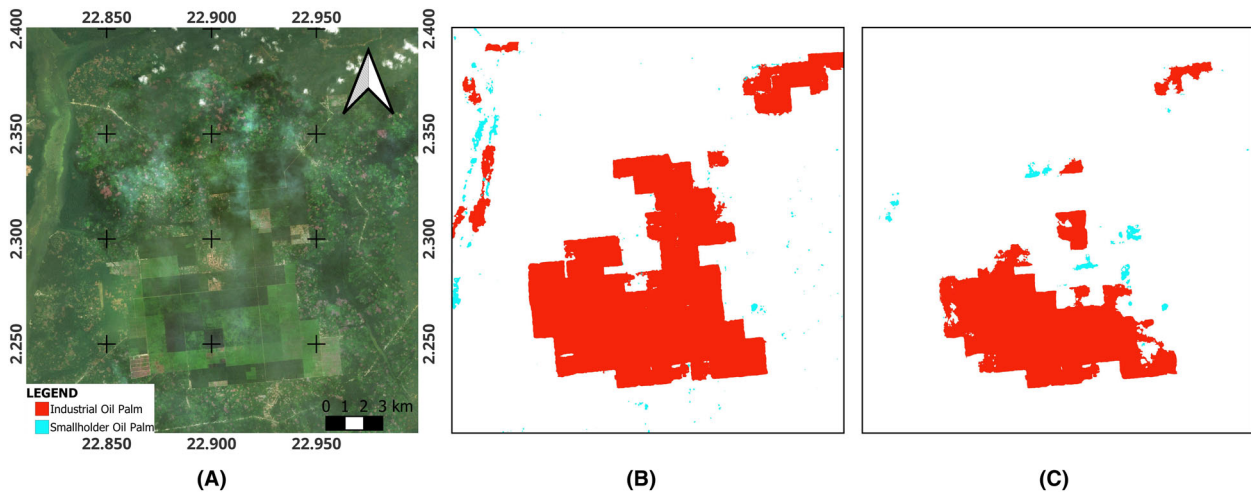 22.850 22.900 22.950
2.400
2.350
2.300
2.250
LEGEND
Industrial Oil Palm
Smallholder Oil Palm
0 1 2 3 km
22.850 22.900 22.950
2.400
2.350
2.300
2.250
(A) (B) (C)